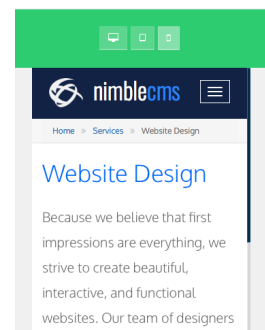 nimblecms
Home » Services » Website Design
Website Design
Because we believe that first
impressions are everything, we
strive to create beautiful,
interactive, and functional
websites. Our team of designers